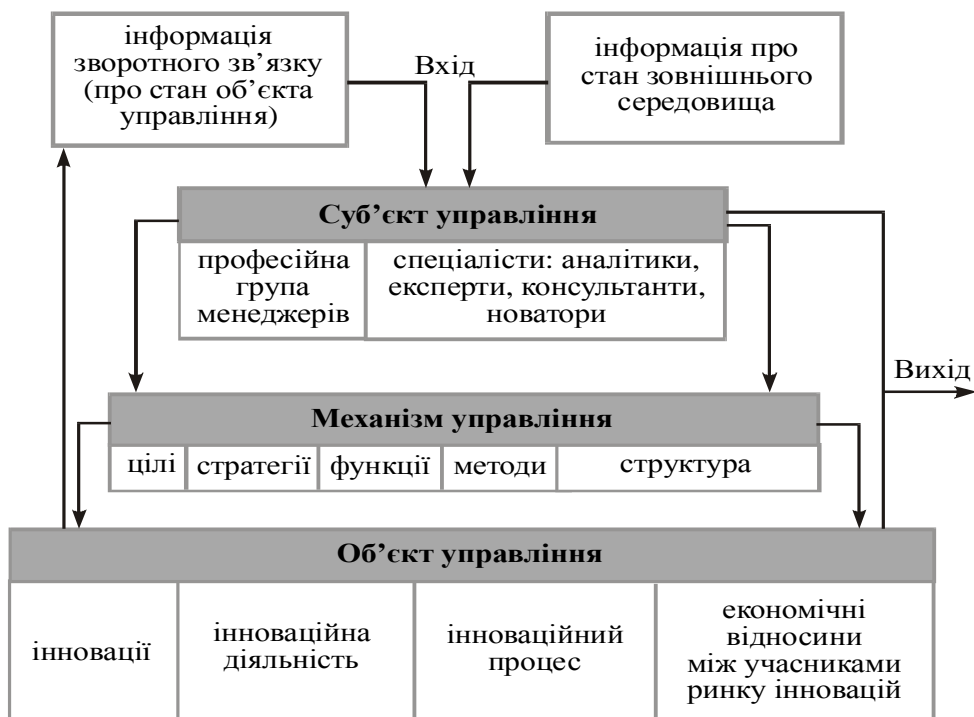 інформація
зворотного зв’язку
(про стан об’єкта
управління)
Вхід
інформація про
стан зовнішнього
середовища
Суб’єкт управління
професійна
група
менеджерів
спеціалісти: аналітики,
експерти, консультанти,
новатори
Вихід
Механізм управління
цілі
стратегії
функції
методи
структура
Об’єкт управління
інновації
інноваційна
діяльність
інноваційний
процес
економічні
відносини
між учасниками
ринку інновацій